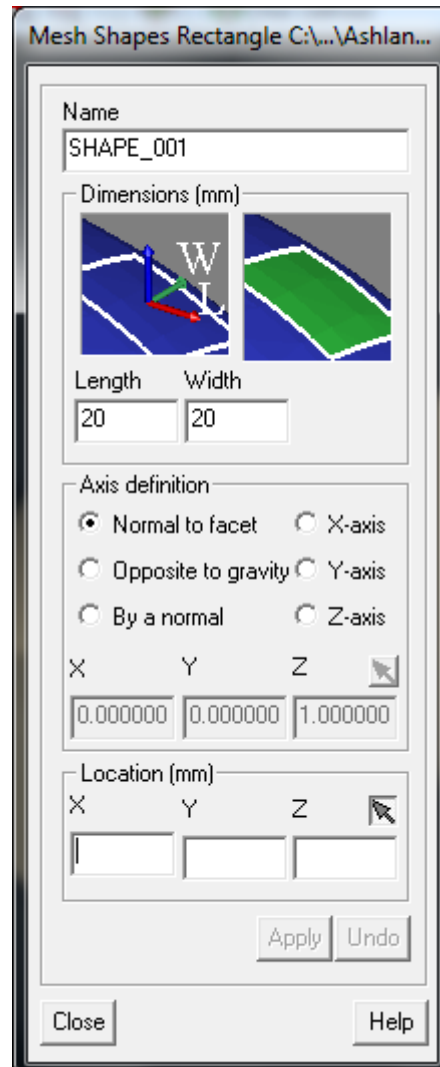 Mesh Shapes Rectangle C:\...\Ashlan...
Name
SHAPE_001
Dimensions (mm)
W
L
Length Width
20 20
Axis definition
Normal to facet X-axis
Opposite to gravity Y-axis
By a normal Z-axis
X Y Z
0.000000 0.000000 1.000000
Location (mm)
X Y Z
Apply Undo
Close Help